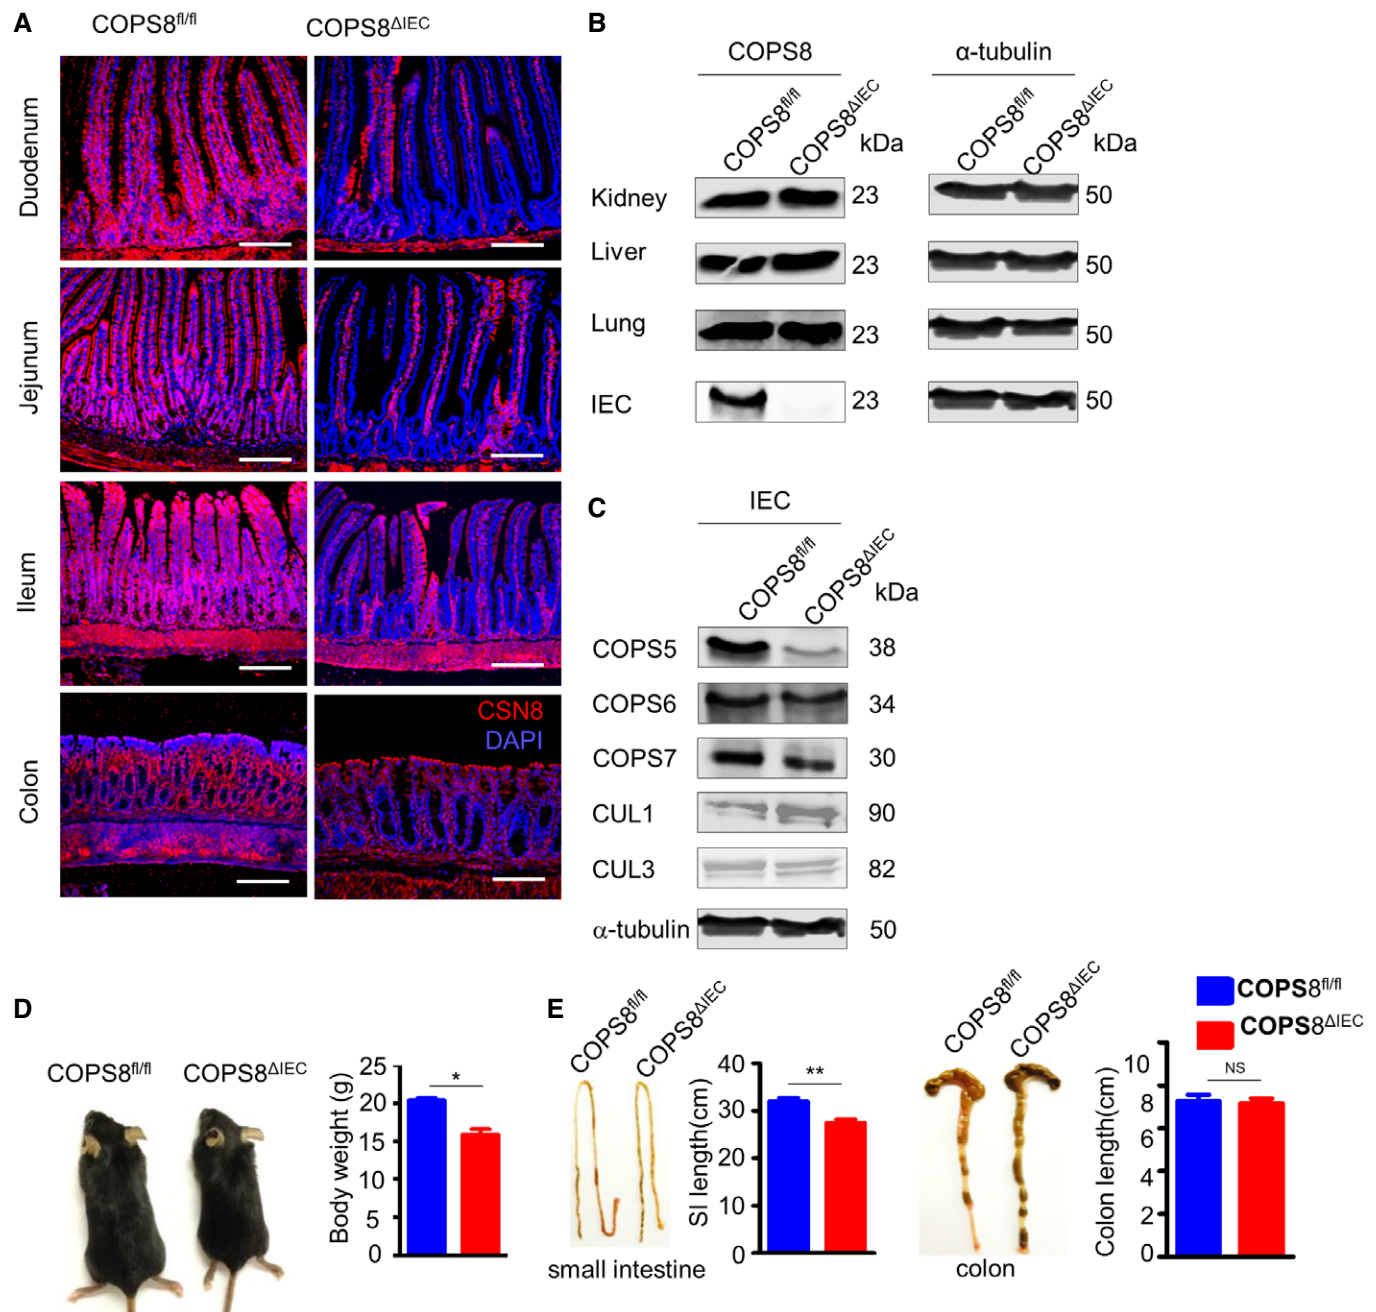 A
COPS8fl/fl
COPS8ΔIEC
Duodenum
Jejunum
Ileum
Colon
CSN8
DAPI
B
COPS8
α-tubulin
COPS8fl/fl
COPS8ΔIEC
kDa
COPS8fl/fl
COPS8ΔIEC
kDa
Kidney
23
50
Liver
23
50
Lung
23
50
IEC
23
50
C
IEC
COPS8fl/fl
COPS8ΔIEC
kDa
COPS5
38
COPS6
34
COPS7
30
CUL1
90
CUL3
82
α-tubulin
50
D
COPS8fl/fl
COPS8ΔIEC
Body weight (g)
25
20
15
10
5
0
*
E
COPS8fl/fl
COPS8ΔIEC
small intestine
SI length(cm)
40
30
20
10
0
**
COPS8fl/fl
COPS8ΔIEC
colon
Colon length(cm)
10
8
6
4
2
0
NS
COPS8fl/fl
COPS8ΔIEC